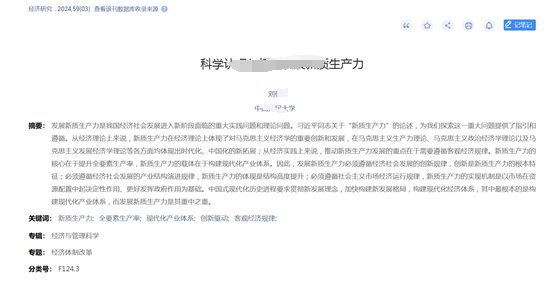 经济研究 . 2024,59(03) 查看该刊数据库收录来源
记笔记
科学 新质生产力
刘
中 大学
摘要: 发展新质生产力是我国经济社会发展进入新阶段面临的重大实践问题和理论问题。习近平同志关于“新质生产力”的论述，为我们探索这一重大问题提供了指引和
遵循。从经济理论上来说，新质生产力在经济理论上体现了对马克思主义经济学的重要创新和发展，在马克思主义生产力理论、马克思主义政治经济学理论以及马
克思主义发展经济学理论等各方面均体现出时代化、中国化的新拓展；从经济实践上来说，推动新质生产力发展的重点在于需要遵循客观经济规律。新质生产力的
核心在于提升全要素生产率，新质生产力的载体在于构建现代化产业体系。因此，发展新质生产力必须遵循经济社会发展的创新规律，创新是新质生产力的根本特
征；必须遵循经济发展的产业结构演进规律，新质生产力的体现是结构高度提升；必须遵循社会主义市场经济运行规律，新质生产力的实现机制是以市场在资
源配置中起决定性作用、更好发挥政府作用为基础。中国式现代化历史进程要求贯彻新发展理念，加快构建新发展格局，构建现代化经济体系，其中最根本的是构
建现代化产业体系，而发展新质生产力是其重中之重。
关键词: 新质生产力; 全要素生产率; 现代化产业体系; 创新驱动; 客观经济规律;
专辑: 经济与管理科学
专题: 经济体制改革
分类号: F124.3